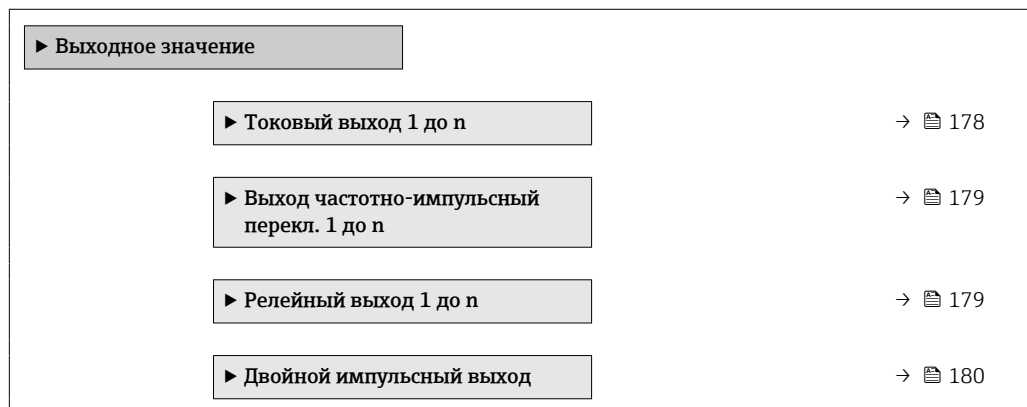 ► Выходное значение
► Токовый выход 1 до n → 178
► Выход частотно-импульсный
перекл. 1 до n → 179
► Релейный выход 1 до n → 179
► Двойной импульсный выход → 180